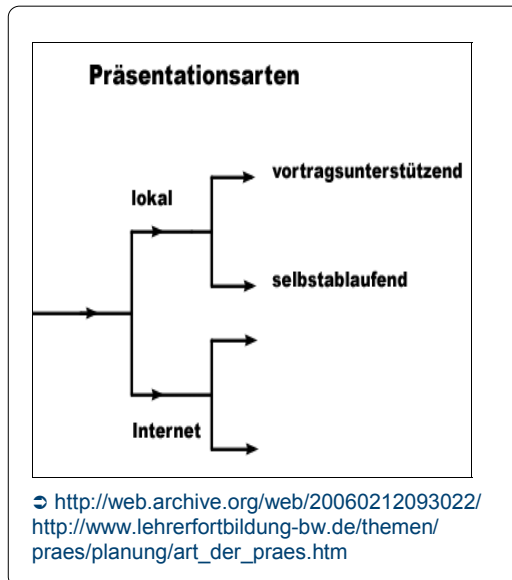 Präsentationsarten
vortragsunterstützend
lokal
selbstablaufend
Internet
➲ http://web.archive.org/web/20060212093022/
http://www.lehrerfortbildung-bw.de/themen/
praes/planung/art_der_praes.htm